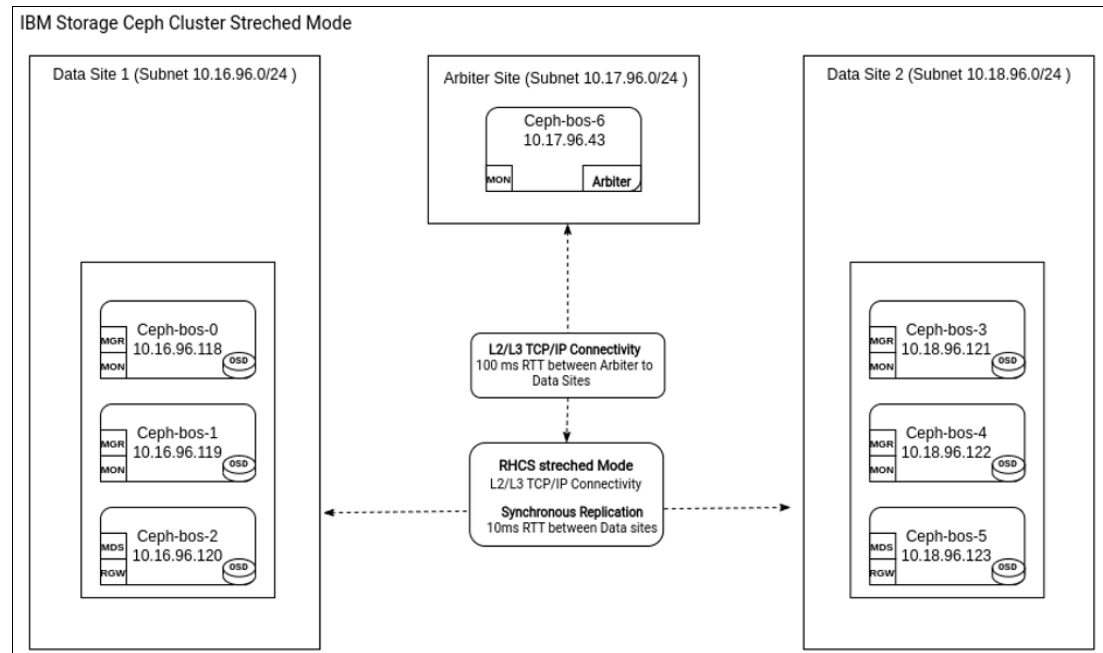 IBM Storage Ceph Cluster Streched Mode
Data Site 1 (Subnet 10.16.96.0/24 )
Ceph-bos-0
10.16.96.118
MGR
MON
OSD
Ceph-bos-1
10.16.96.119
MGR
MON
OSD
Ceph-bos-2
10.16.96.120
MDS
RGW
OSD
Arbiter Site (Subnet 10.17.96.0/24 )
Ceph-bos-6
10.17.96.43
MON
Arbiter
L2/L3 TCP/IP Connectivity
100 ms RTT between Arbiter to
Data Sites
RHCS streched Mode
L2/L3 TCP/IP Connectivity
Synchronous Replication
10ms RTT between Data sites
Data Site 2 (Subnet 10.18.96.0/24 )
Ceph-bos-3
10.18.96.121
MGR
MON
OSD
Ceph-bos-4
10.18.96.122
MGR
MON
OSD
Ceph-bos-5
10.18.96.123
MDS
RGW
OSD